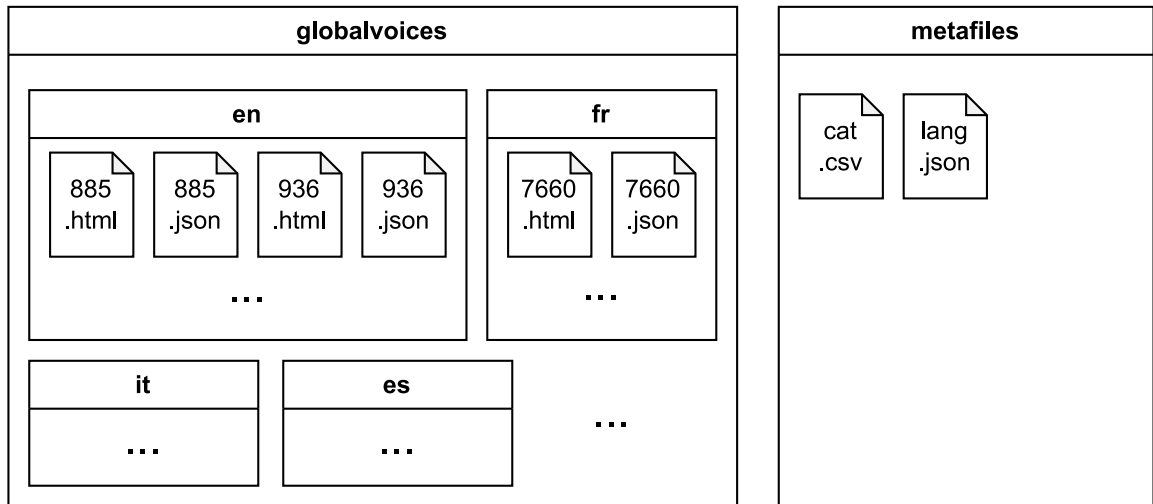 globalvoices
en
885
.html
885
.json
936
.html
936
.json
...
fr
7660
.html
7660
.json
...
it
...
es
...
...
metafiles
cat
.csv
lang
.json